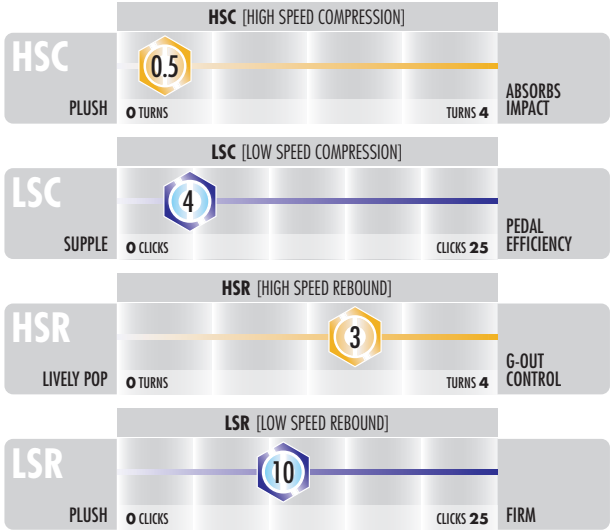 HSC [HIGH SPEED COMPRESSION]
HSC
0.5
PLUSH
0 TURNS
TURNS 4
ABSORBS
IMPACT
LSC [LOW SPEED COMPRESSION]
LSC
4
SUPPLE
0 CLICKS
CLICKS 25
PEDAL
EFFICIENCY
HSR [HIGH SPEED REBOUND]
HSR
3
LIVELY POP
0 TURNS
TURNS 4
G-OUT
CONTROL
LSR [LOW SPEED REBOUND]
LSR
10
PLUSH
0 CLICKS
CLICKS 25
FIRM